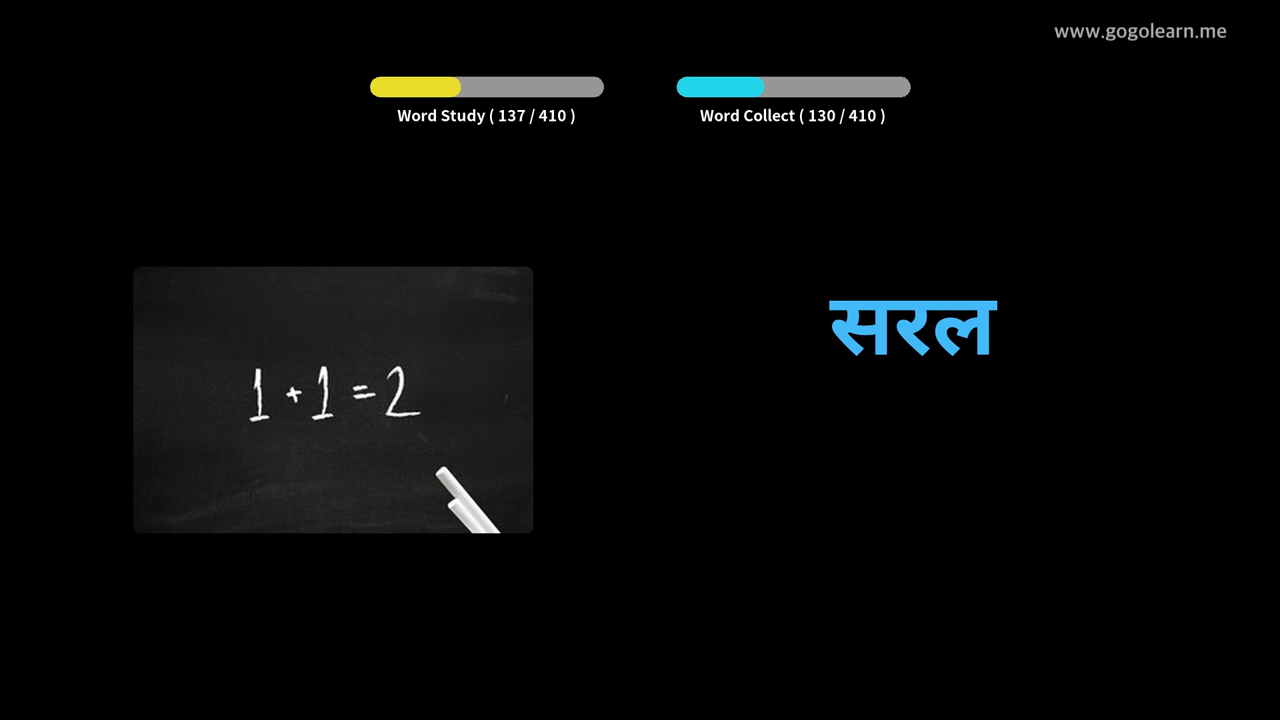 www.gogolearn.me
Word Study ( 137 / 410 )
Word Collect ( 130 / 410 )
सरल
1 + 1 = 2